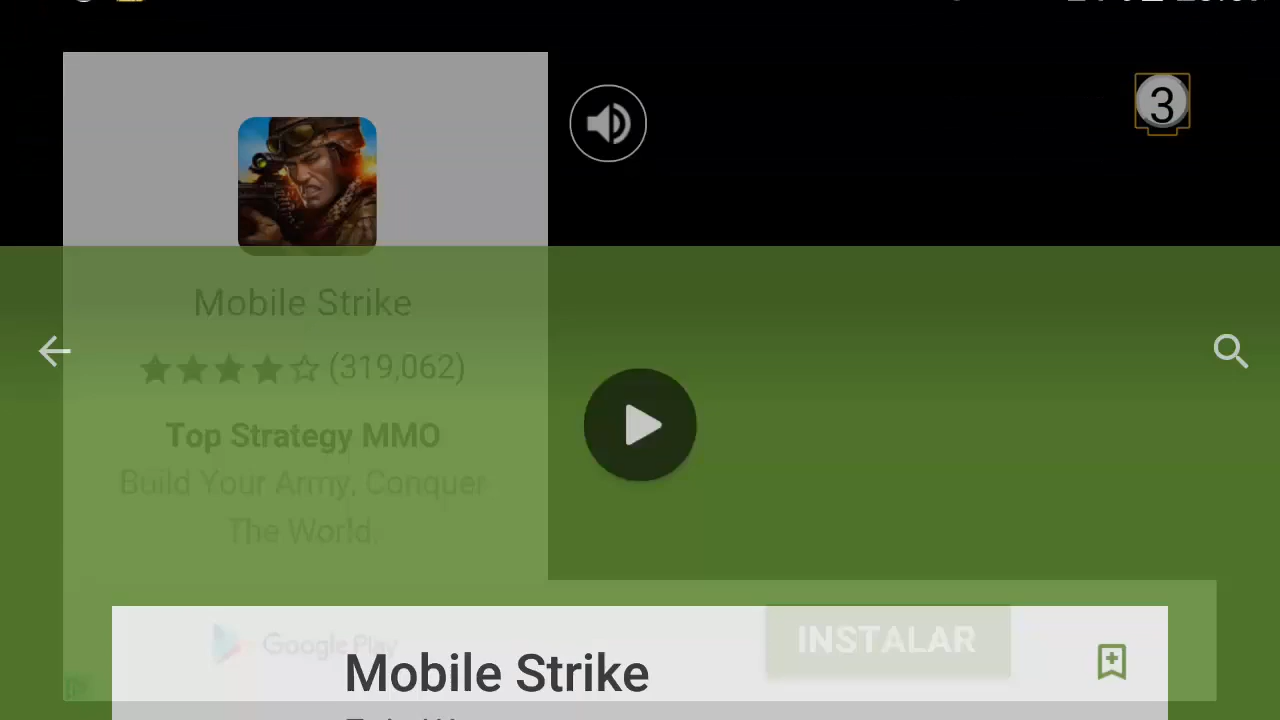 3
Mobile Strike
(319,062)
Top Strategy MMO
Build Your Army, Conquer
The World.
Google Play
INSTALAR
Mobile Strike